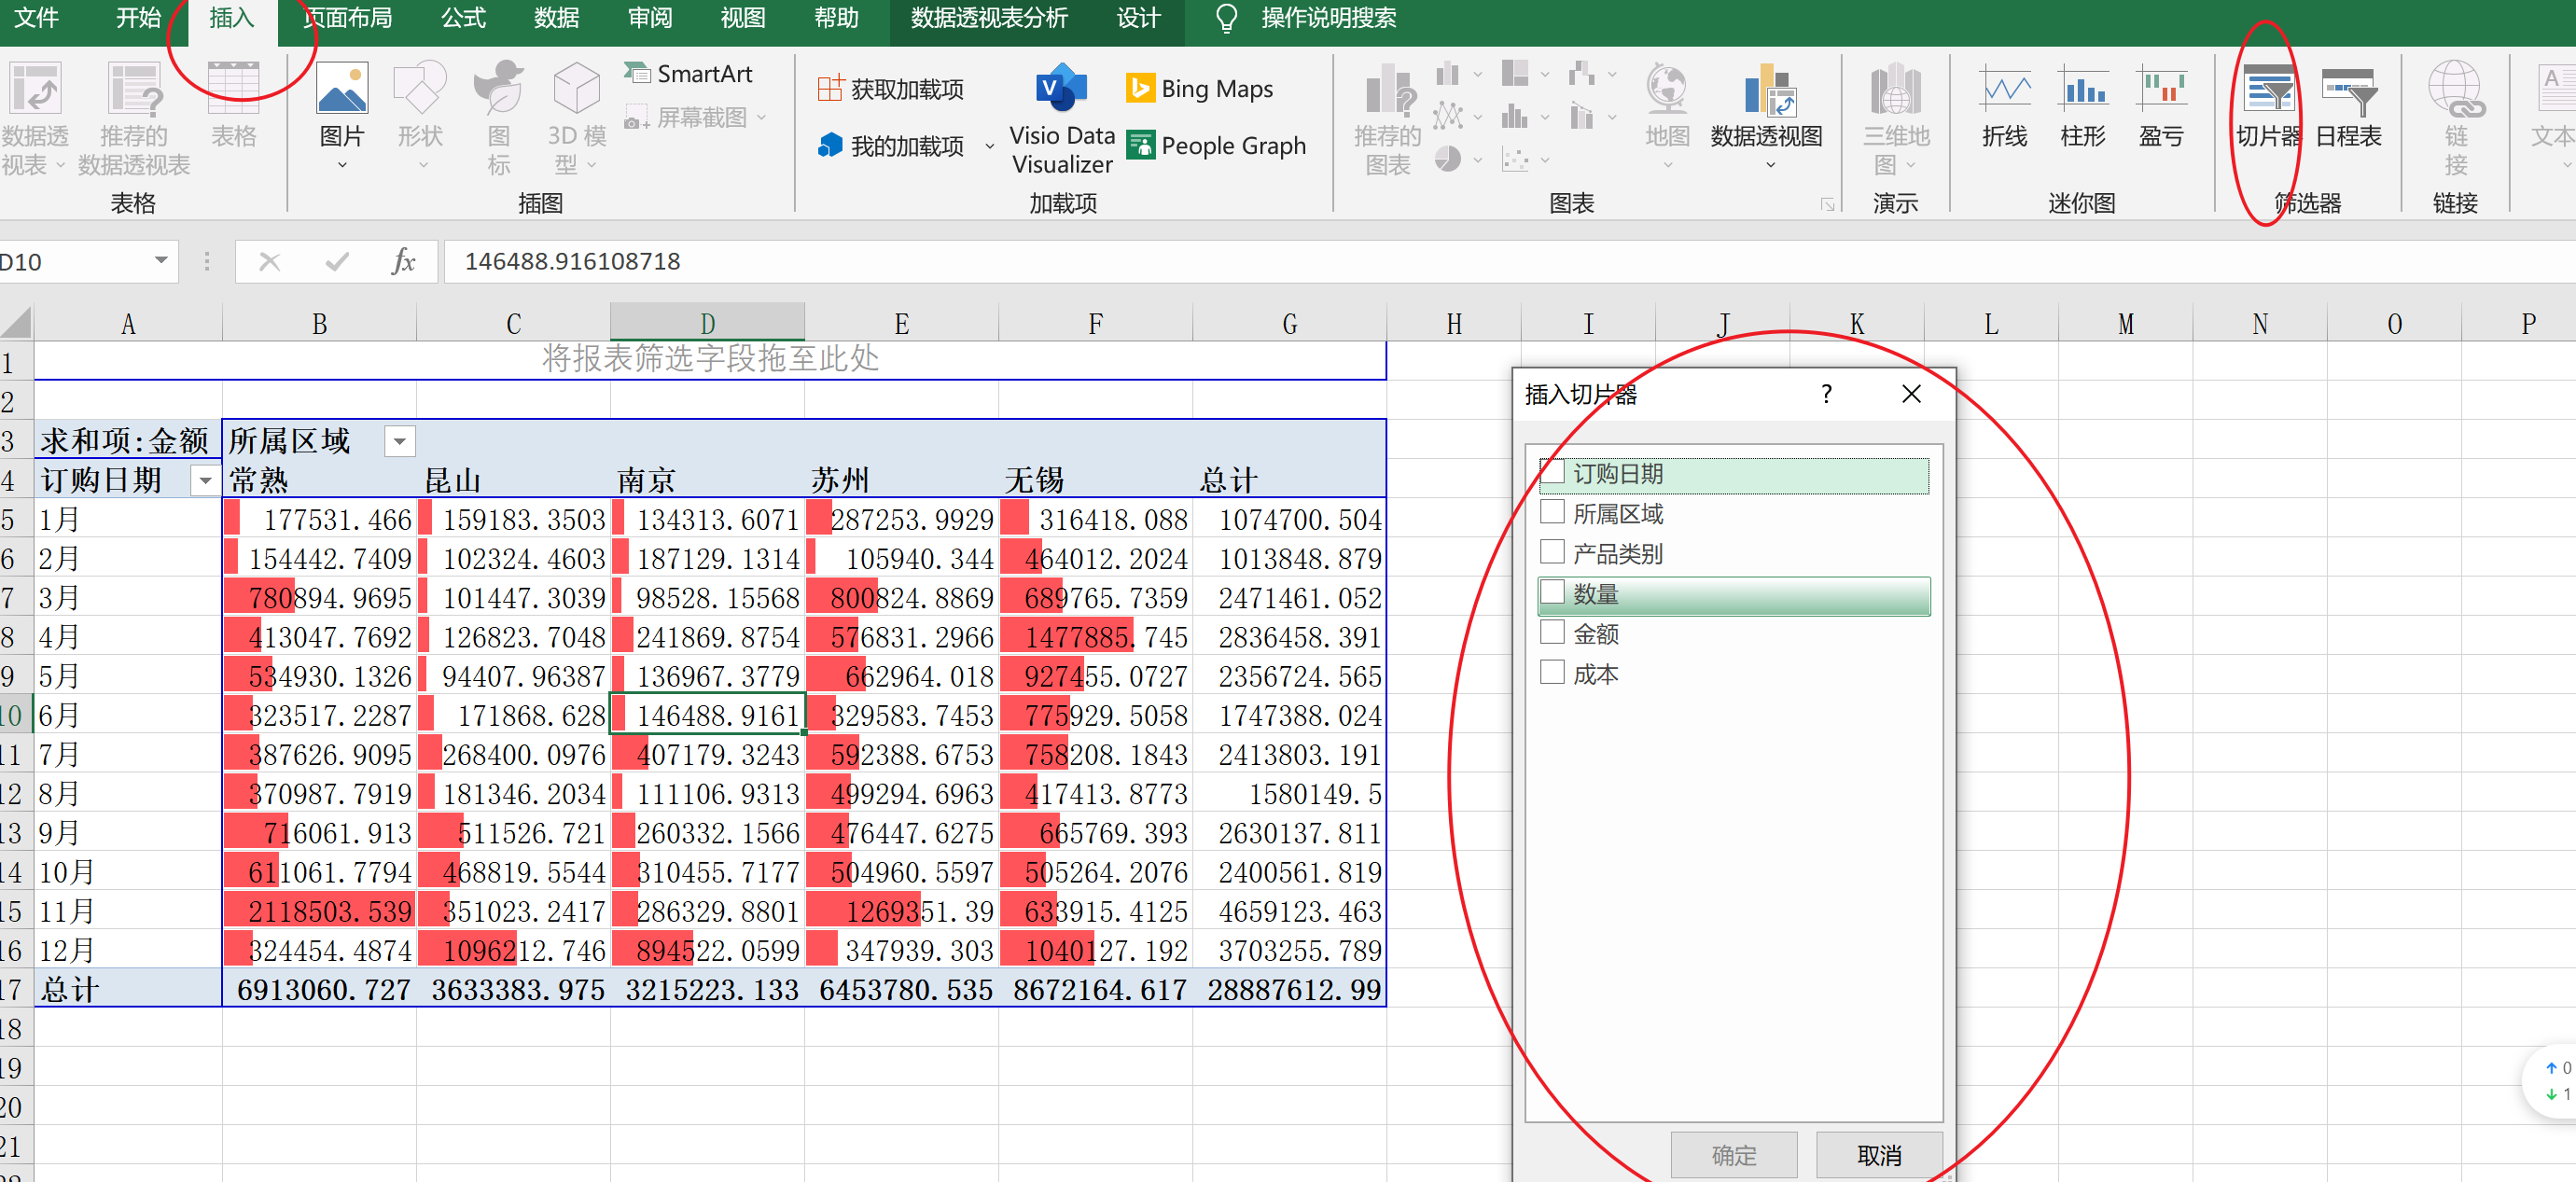 文件 开始 插入 页面布局 公式 数据 审阅 视图 帮助 数据透视表分析 设计 操作说明搜索
数据透视表 推荐的数据透视表 表格
表格
图片 形状 图标 3D 模型 SmartArt 屏幕截图
插图
获取加载项 我的加载项 Visio Data Visualizer Bing Maps People Graph
加载项
推荐的图表 地图 数据透视图
图表
三维地图
演示
折线 柱形 盈亏
迷你图
切片器 日程表
筛选器
链接
链接
文本
D10 fx 146488.916108718
A B C D E F G H I J K L M N O P
1 将报表筛选字段拖至此处
2
3 求和项:金额 所属区域
4 订购日期 常熟 昆山 南京 苏州 无锡 总计
5 1月 177531.466 159183.3503 134313.6071 287253.9929 316418.088 1074700.504
6 2月 154442.7409 102324.4603 187129.1314 105940.344 464012.2024 1013848.879
7 3月 780894.9695 101447.3039 98528.15568 800824.8869 689765.7359 2471461.052
8 4月 413047.7692 126823.7048 241869.8754 576831.2966 1477885.745 2836458.391
9 5月 534930.1326 94407.96387 136967.3779 662964.018 927455.0727 2356724.565
10 6月 323517.2287 171868.628 146488.9161 329583.7453 775929.5058 1747388.024
11 7月 387626.9095 268400.0976 407179.3243 592388.6753 758208.1843 2413803.191
12 8月 370987.7919 181346.2034 111106.9313 499294.6963 417413.8773 1580149.5
13 9月 716061.913 511526.721 260332.1566 476447.6275 665769.393 2630137.811
14 10月 611061.7794 468819.5544 310455.7177 504960.5597 505264.2076 2400561.819
15 11月 2118503.539 351023.2417 286329.8801 1269351.39 633915.4125 4659123.463
16 12月 324454.4874 1096212.746 894522.0599 347939.303 1040127.192 3703255.789
17 总计 6913060.727 3633383.975 3215223.133 6453780.535 8672164.617 28887612.99
18
19
20
21
插入切片器 ?
订购日期
所属区域
产品类别
数量
金额
成本
确定 取消
↑ 0
↓ 1